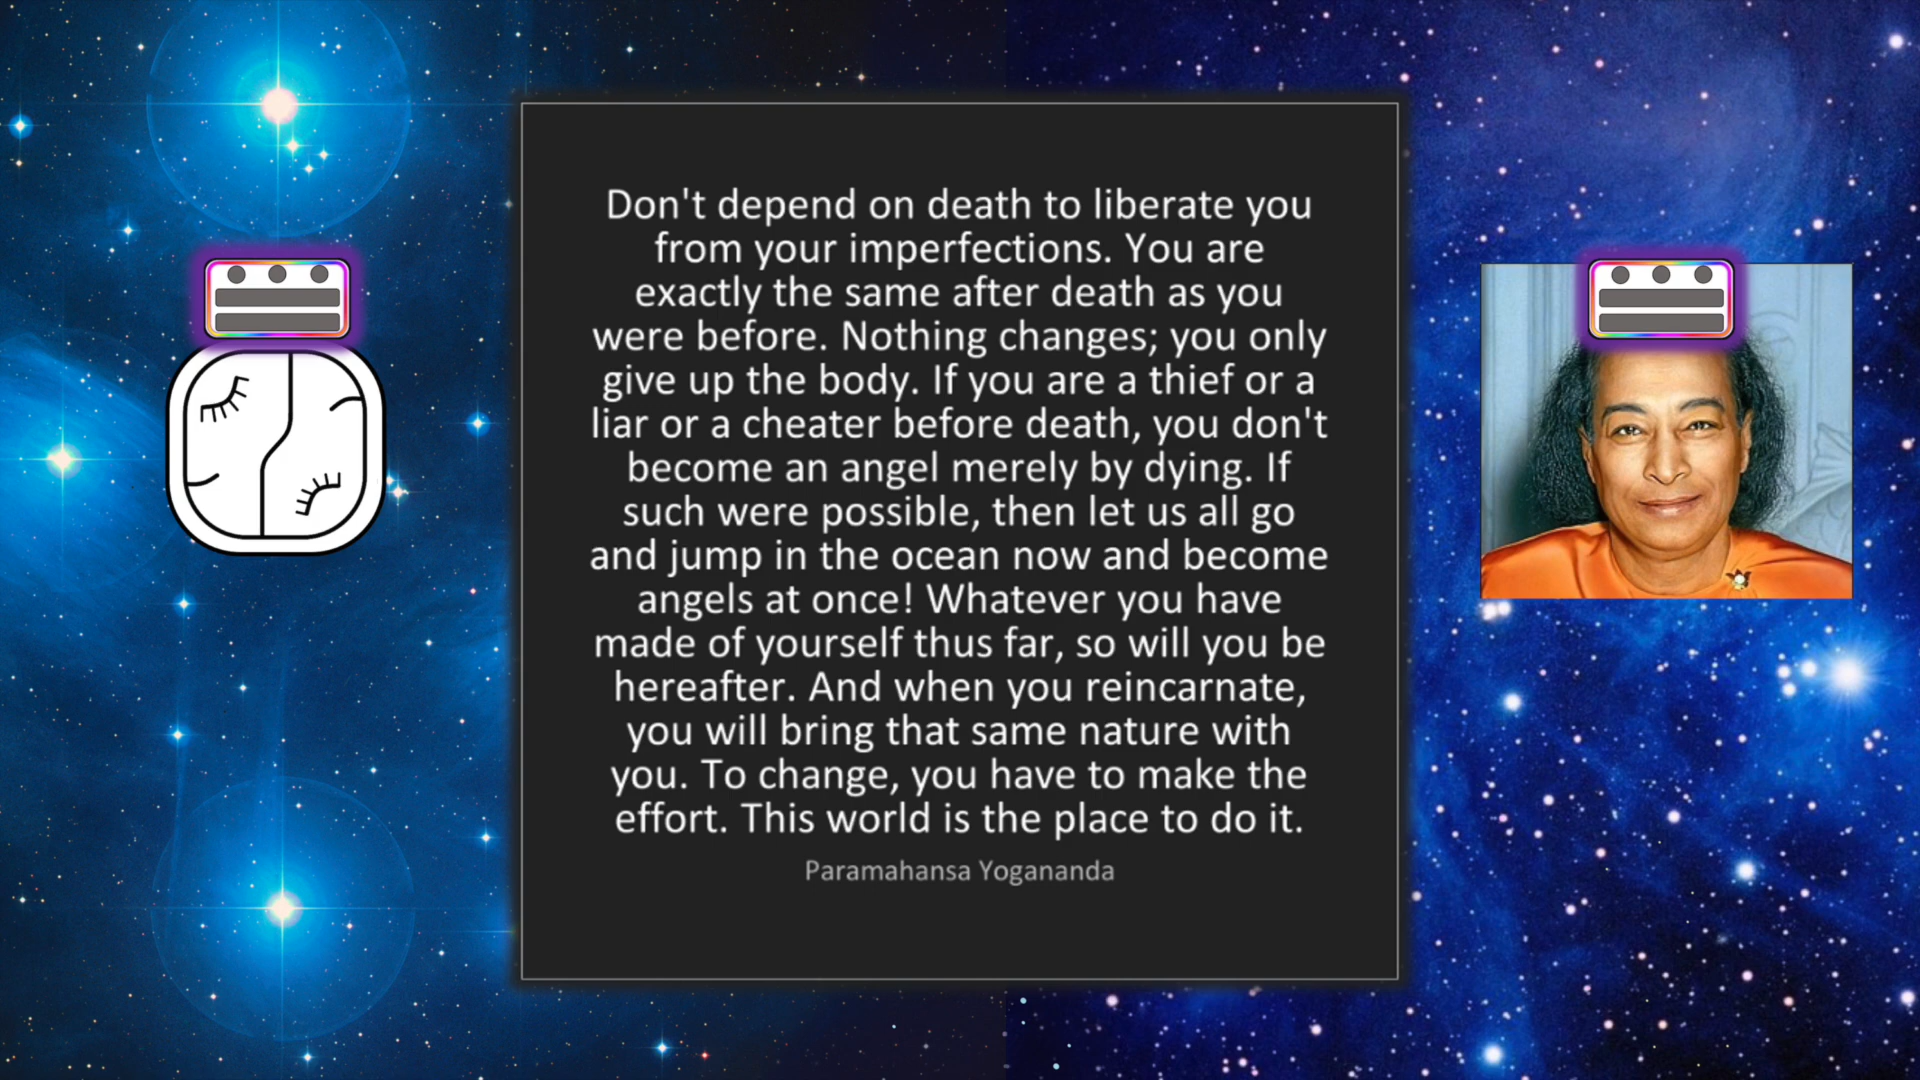 Don't depend on death to liberate you
from your imperfections. You are
exactly the same after death as you
were before. Nothing changes; you only
give up the body. If you are a thief or a
liar or a cheater before death, you don't
become an angel merely by dying. If
such were possible, then let us all go
and jump in the ocean now and become
angels at once! Whatever you have
made of yourself thus far, so will you be
hereafter. And when you reincarnate,
you will bring that same nature with
you. To change, you have to make the
effort. This world is the place to do it.
Paramahansa Yogananda